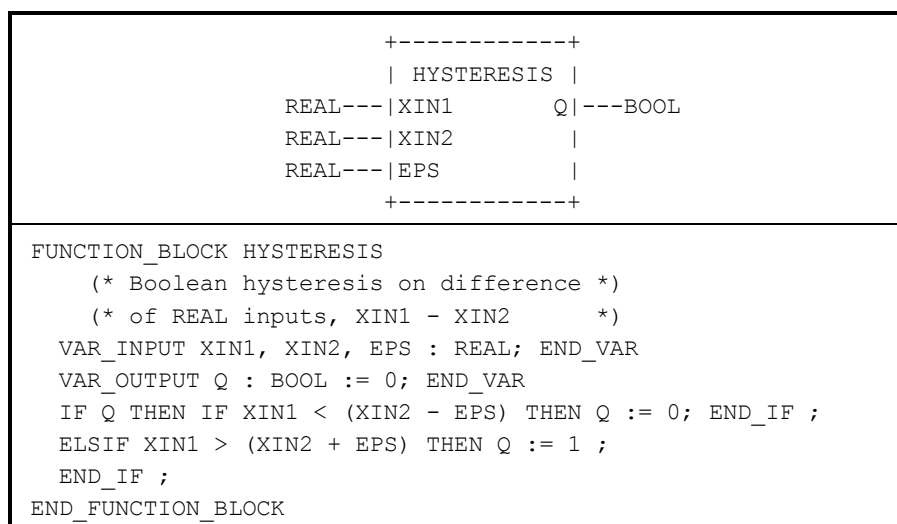 +------------+
| HYSTERESIS |
REAL---|XIN1       Q|---BOOL
REAL---|XIN2        |
REAL---|EPS         |
+------------+
FUNCTION_BLOCK HYSTERESIS
(* Boolean hysteresis on difference *)
(* of REAL inputs, XIN1 - XIN2      *)
VAR_INPUT XIN1, XIN2, EPS : REAL; END_VAR
VAR_OUTPUT Q : BOOL := 0; END_VAR
IF Q THEN IF XIN1 < (XIN2 - EPS) THEN Q := 0; END_IF ;
ELSIF XIN1 > (XIN2 + EPS) THEN Q := 1 ;
END_IF ;
END_FUNCTION_BLOCK